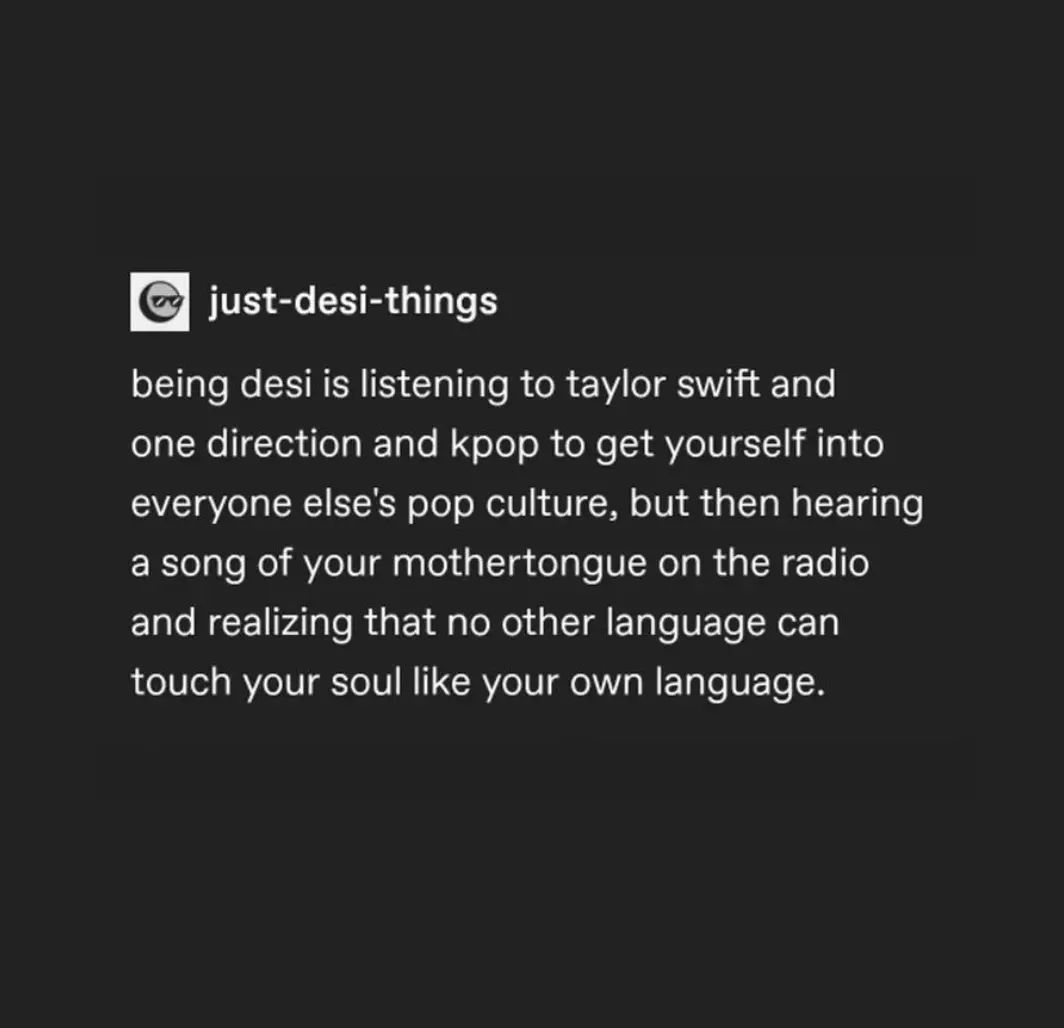 just-desi-things
being desi is listening to taylor swift and
one direction and kpop to get yourself into
everyone else's pop culture, but then hearing
a song of your mothertongue on the radio
and realizing that no other language can
touch your soul like your own language.